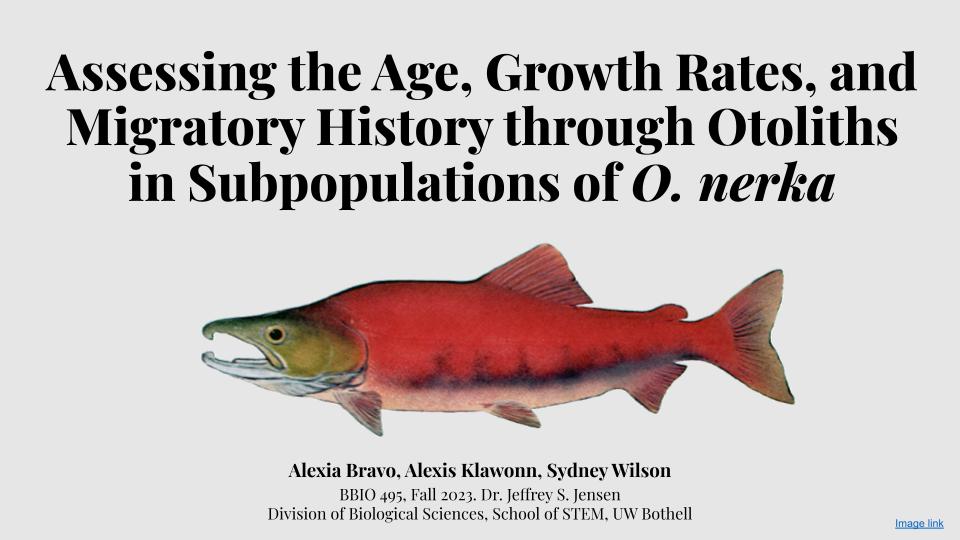 Assessing the Age, Growth Rates, and
Migratory History through Otoliths
in Subpopulations of O. nerka
Alexia Bravo, Alexis Klawonn, Sydney Wilson
BBIO 495, Fall 2023. Dr. Jeffrey S. Jensen
Division of Biological Sciences, School of STEM, UW Bothell
Image link